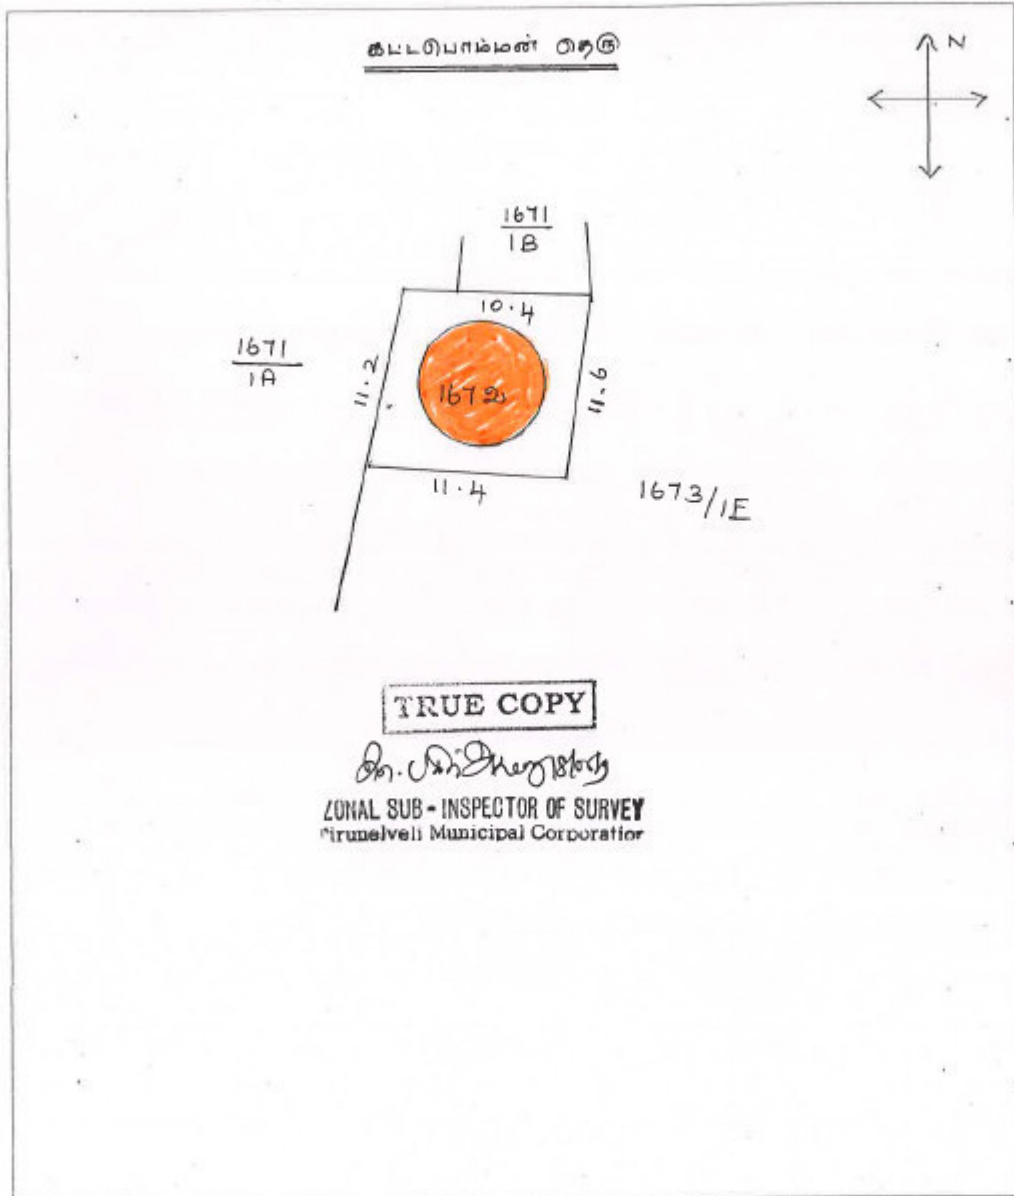 கட்டபொம்மன் தெரு
N
1671
1B
10.4
1671
1A
11.2
1672
11.6
11.4
1673/1E
TRUE COPY
ZONAL SUB - INSPECTOR OF SURVEY
Tirunelveli Municipal Corporation